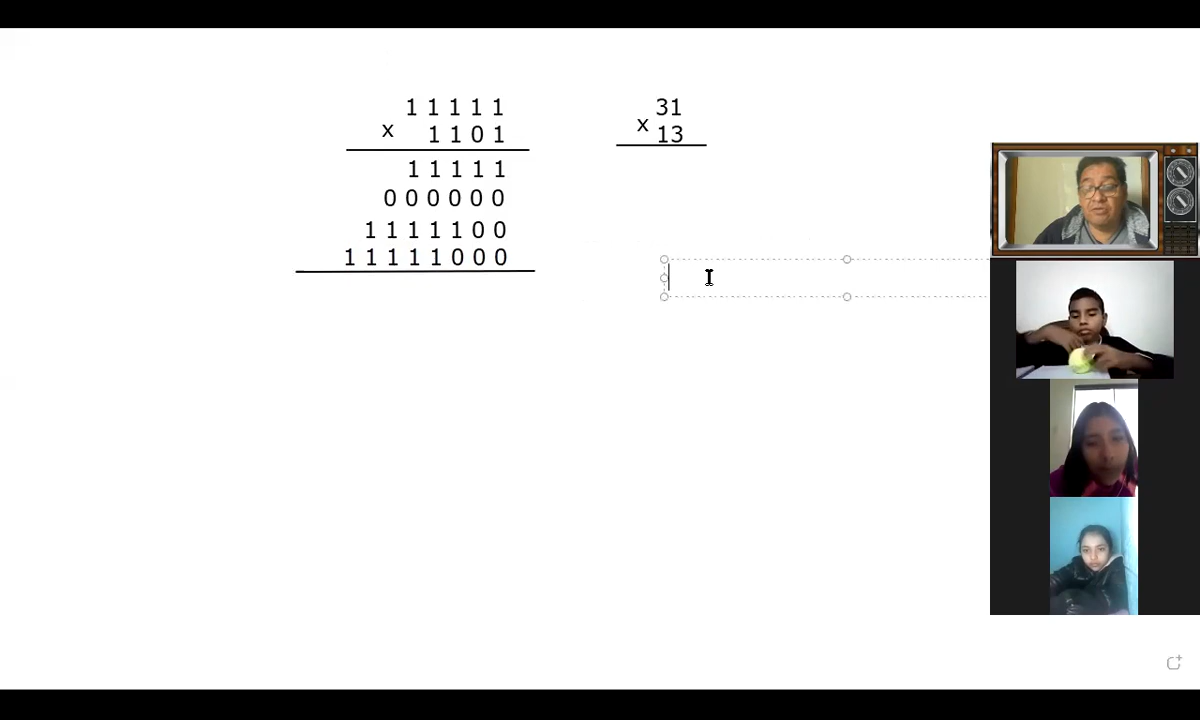 1 1 1 1 1
x 1 1 0 1
1 1 1 1 1
0 0 0 0 0 0
1 1 1 1 1 0 0
1 1 1 1 1 0 0 0
31
x 13